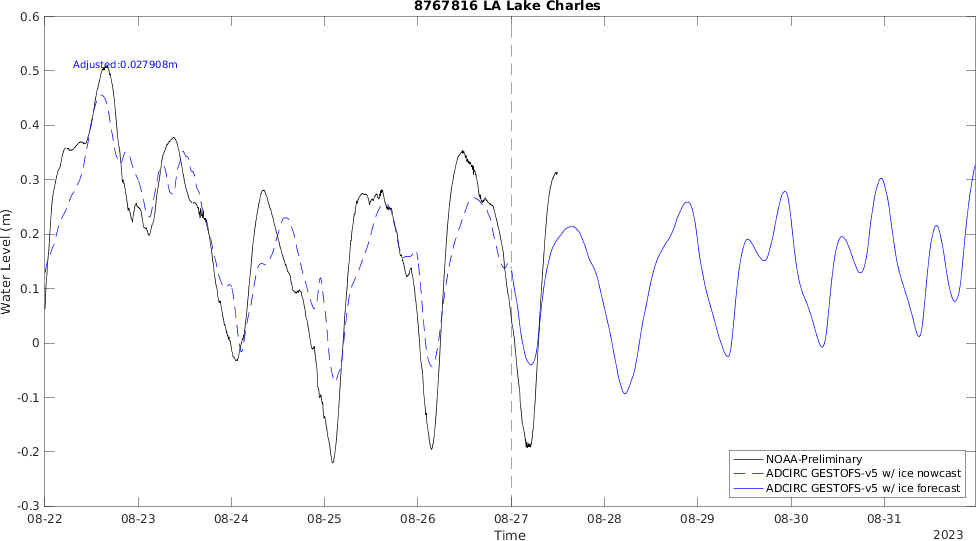 8767816 LA Lake Charles
Adjusted:0.027908m
Water Level (m)
0.6
0.5
0.4
0.3
0.2
0.1
0
-0.1
-0.2
-0.3
NOAA-Preliminary
ADCIRC GESTOFS-v5 w/ ice nowcast
ADCIRC GESTOFS-v5 w/ ice forecast
08-22 08-23 08-24 08-25 08-26 08-27 08-28 08-29 08-30 08-31
Time
2023